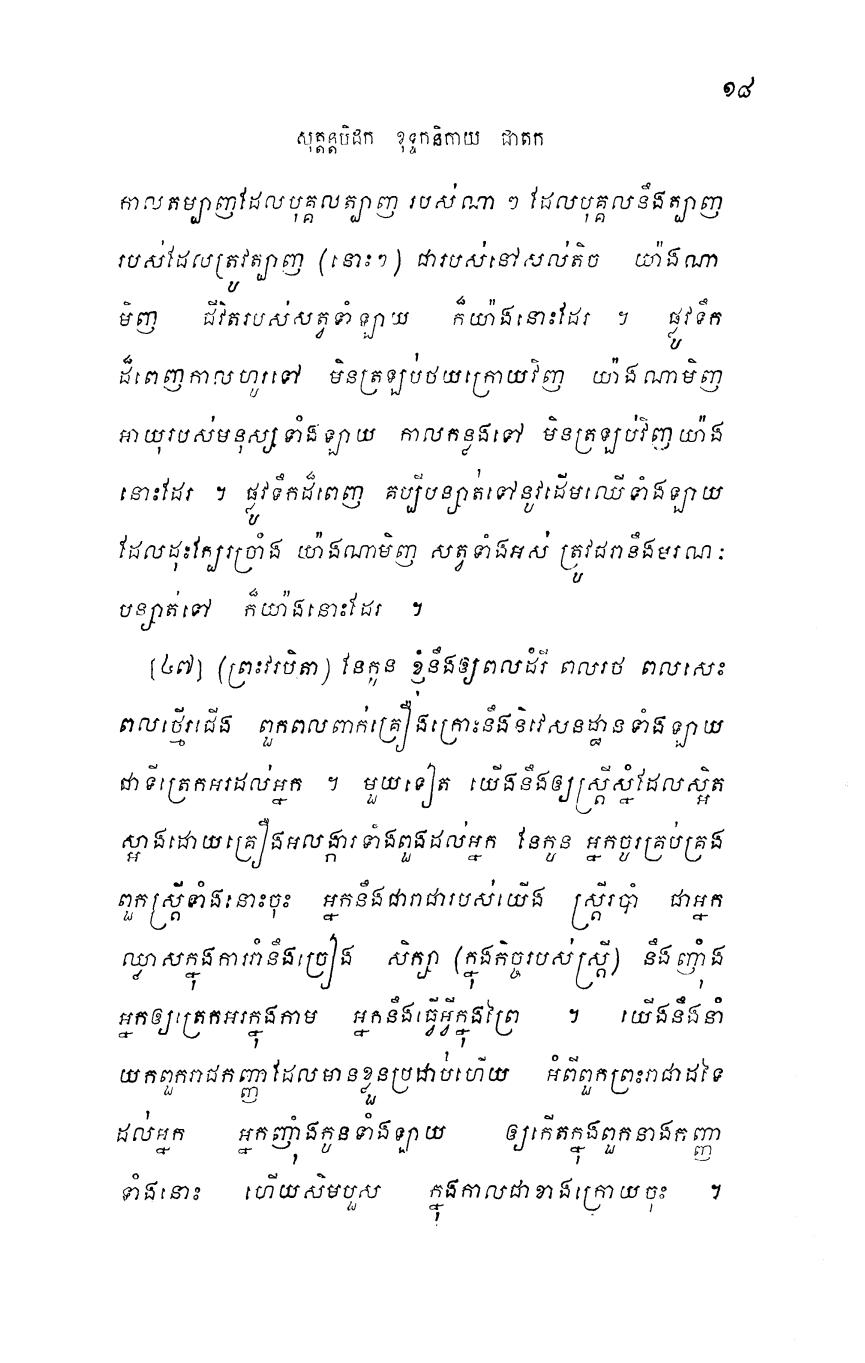 ១៨
សុត្តន្តបិដក ខុទ្ទកនិកាយ ជាតក
កាលតម្បាញដែលបុគ្គលត្បាញ របស់ណា ៗ ដែលបុគ្គលនឹងត្បាញ
របស់ដែលត្រូវត្បាញ (នោះៗ) ជារបស់នៅសល់តិច យ៉ាងណា
មិញ ជីវិតរបស់សត្វទាំឡាយ ក៏យ៉ាងនោះដែរ ។ ផ្លូវទឹក
ដ៏ពេញកាលហូរទៅ មិនត្រឡប់ថយក្រោយវិញ យ៉ាងណាមិញ
អាយុរបស់មនុស្សទាំងឡាយ កាលកន្លងទៅ មិនត្រឡប់វិញយ៉ាង
នោះដែរ ។ ផ្លូវទឹកដ៏ពេញ គប្បីបន្សាត់ទៅនូវដើមឈើទាំងឡាយ
ដែលដុះក្បែរច្រាំង យ៉ាងណាមិញ សត្វទាំងអស់ ត្រូវជរានឹងមរណៈ
បន្សាត់ទៅ ក៏យ៉ាងនោះដែរ ។
[៤៧] (ព្រះវរបិតា) នែកូន ខ្ញុំនឹងឲ្យពលដំរី ពលរថ ពលសេះ
ពលថ្មើរជើង ពួកពលពាក់គ្រឿងក្រោះនឹងនិវេសនដ្ឋានទាំងឡាយ
ជាទីត្រេកអរដល់អ្នក ។ មួយទៀត យើងនឹងឲ្យស្ត្រីស្នំដែលស្អិត
ស្អាងដោយគ្រឿងអលង្ការទាំងពួងដល់អ្នក នែកូន អ្នកចូរគ្រប់គ្រង
ពួកស្ត្រីទាំងនោះចុះ អ្នកនឹងជារាជារបស់យើង ស្ត្រីរបាំ ជាអ្នក
ឈ្លាសក្នុងការរាំនឹងច្រៀង សិក្សា (ក្នុងកិច្ចរបស់ស្ត្រី) នឹងញ៉ាំង
អ្នកឲ្យត្រេកអរក្នុងកាម អ្នកនឹងធ្វើអ្វីក្នុងព្រៃ ។ យើងនឹងនាំ
យកពួករាជកញ្ញាដែលមានខ្លួនប្រដាប់ហើយ អំពីពួកព្រះរាជាដទៃ
ដល់អ្នក អ្នកញ៉ាំងកូនទាំងឡាយ ឲ្យកើតក្នុងពួកនាងកញ្ញា
ទាំងនោះ ហើយសិមបួស ក្នុងកាលជាខាងក្រោយចុះ ។